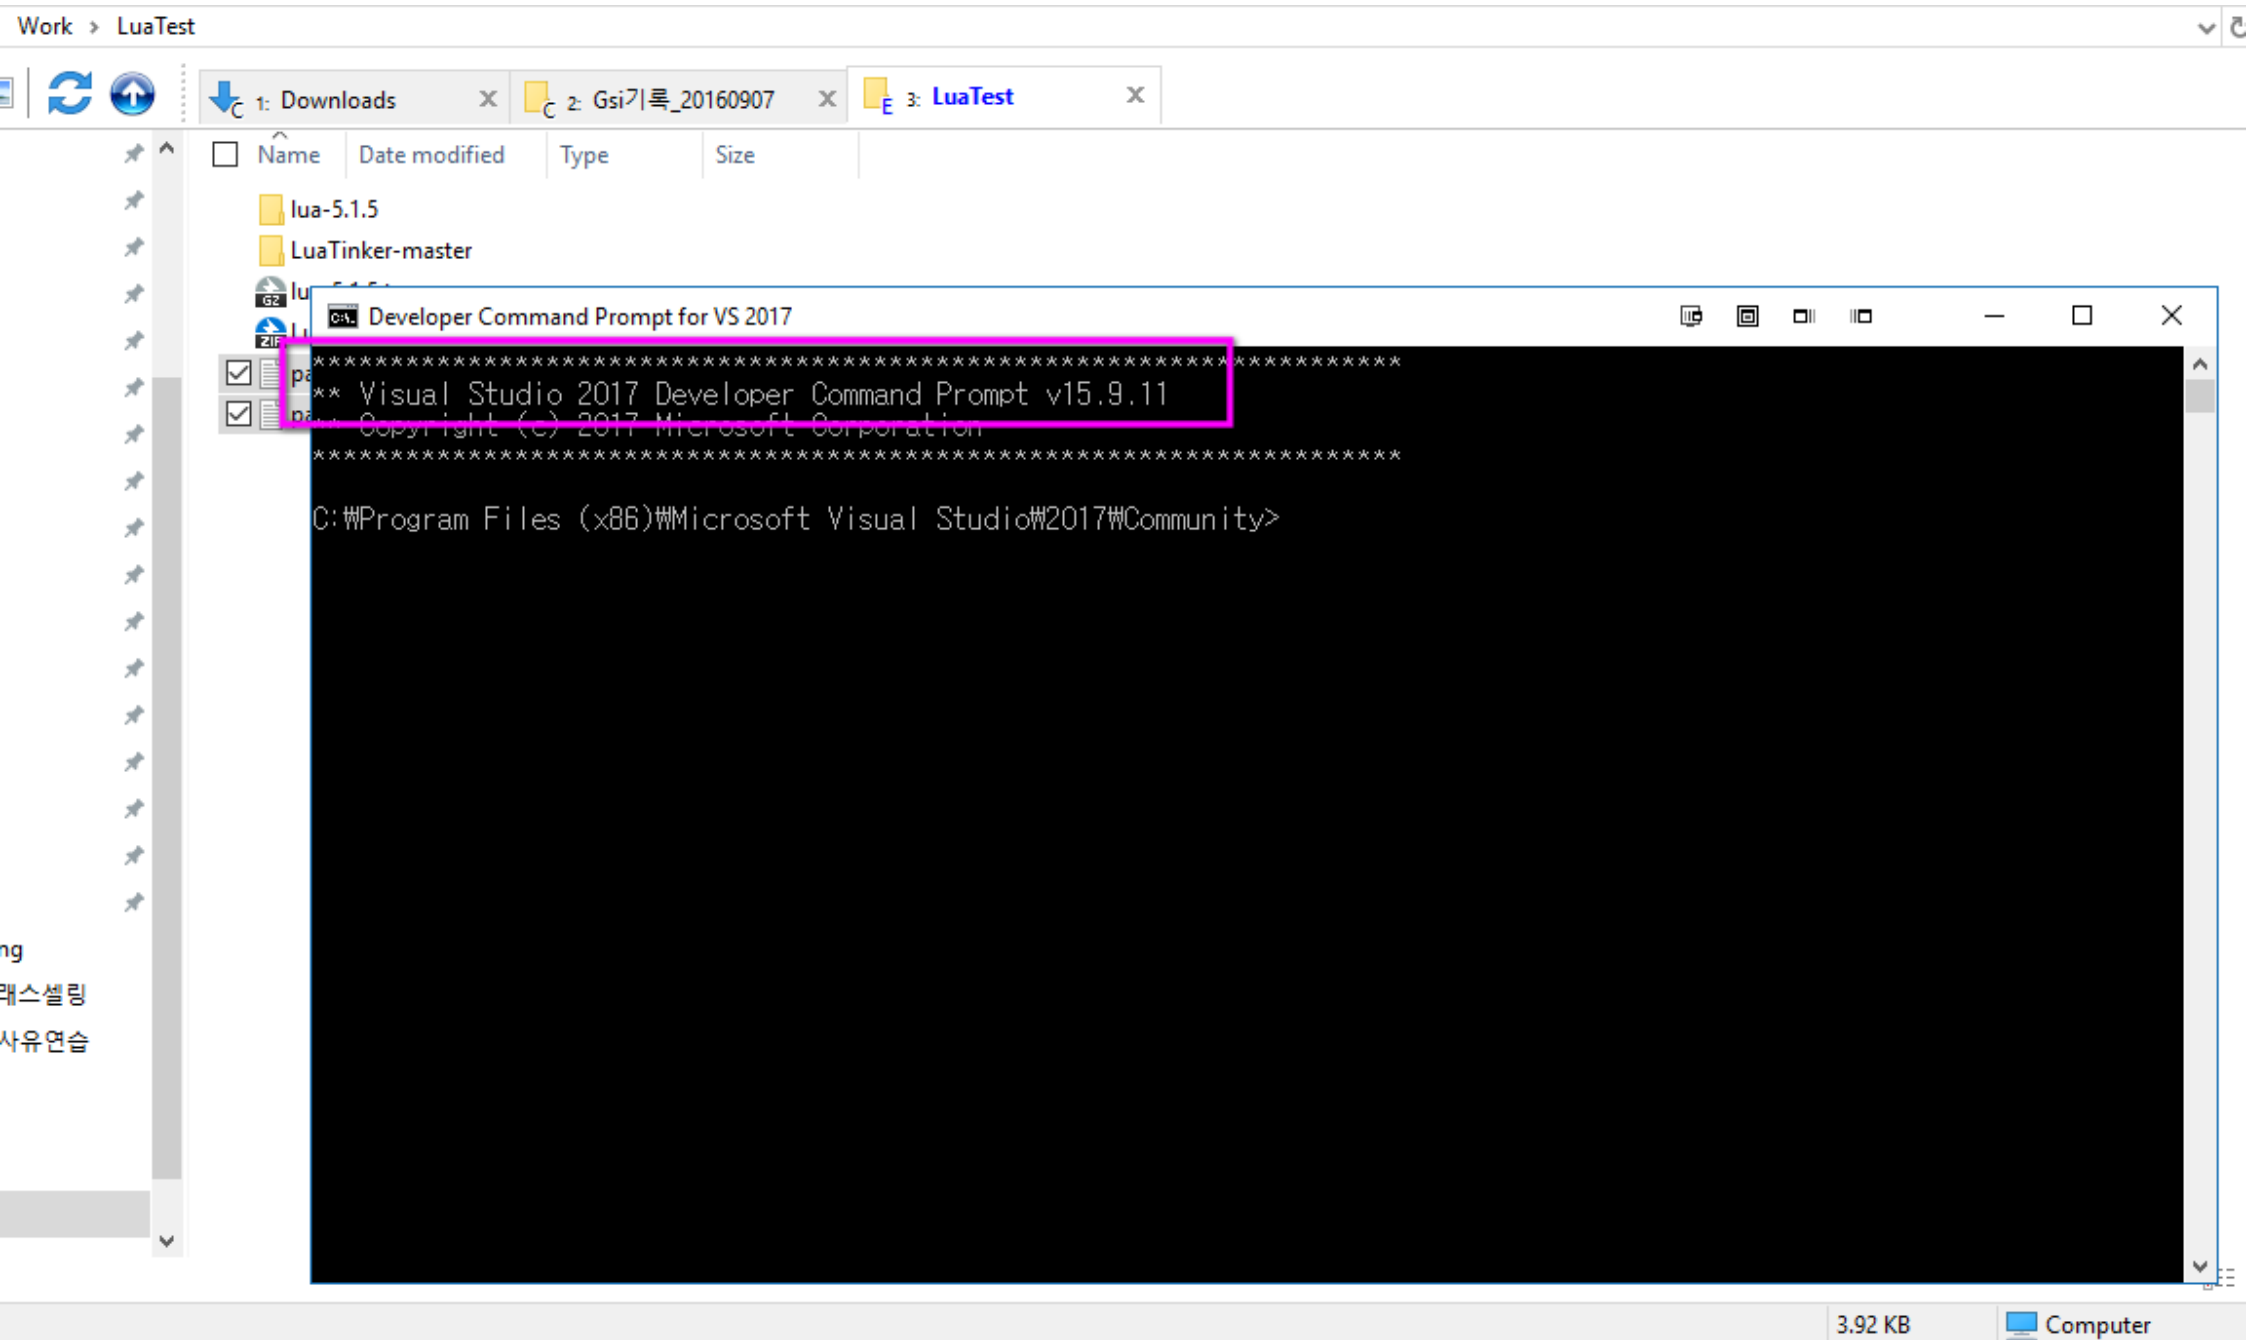 Work > LuaTest
1: Downloads
2: Gsi기록_20160907
3: LuaTest
Name Date modified Type Size
lua-5.1.5
LuaTinker-master
Developer Command Prompt for VS 2017
**********************************************************************
** Visual Studio 2017 Developer Command Prompt v15.9.11
** Copyright (c) 2017 Microsoft Corporation
**********************************************************************
C:₩Program Files (x86)₩Microsoft Visual Studio₩2017₩Community>
ng
래스셀링
사유연습
3.92 KB
Computer